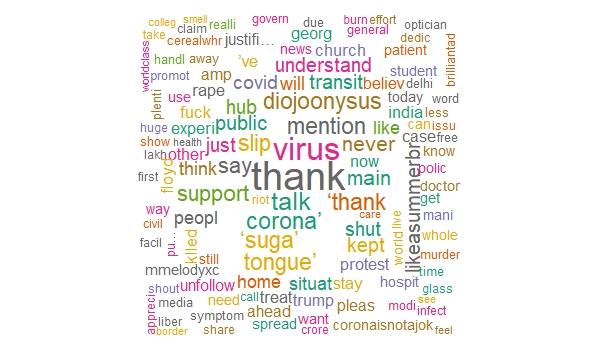 colleg smell realli govern due burn effort
take claim georg general optician
cerealwhr justifi… news church dedic
worldclass handl away 've understand patient brilliantad
promot amp covid will transit believ student delhi
plenti use rape hub diojoonysus today word
fuck mention india less
huge experi public like can issu
show health just slip virus never case free
lakh other say now know
first think thank main polic
floyd support talk 'thank doctor
way riot corona' care get
civil peopl shut live mani
facil killed 'suga' kept world whole
pu… still tongue' protest likeasummerbr murder
mmelodyxc home situat stay hospit time
shout unfollow call treat trump pleas glass
appreci media need ahead modi see
liber symptom want infect
border share spread crore coronaisnotajok feel